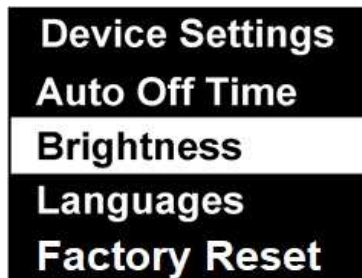 Device Settings
Auto Off Time
Brightness
Languages
Factory Reset